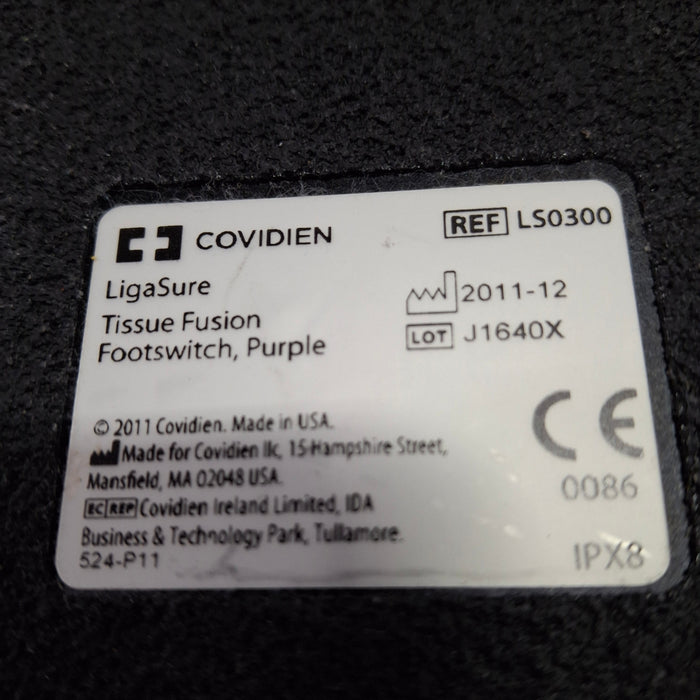 COVIDIEN
REF LS0300
LigaSure
2011-12
Tissue Fusion
LOT J1640X
Footswitch, Purple
© 2011 Covidien. Made in USA.
Made for Covidien llc, 15 Hampshire Street,
Mansfield, MA 02048 USA.
EC REP Covidien Ireland Limited, IDA
Business & Technology Park, Tullamore.
524-P11
CE
0086
IPX8